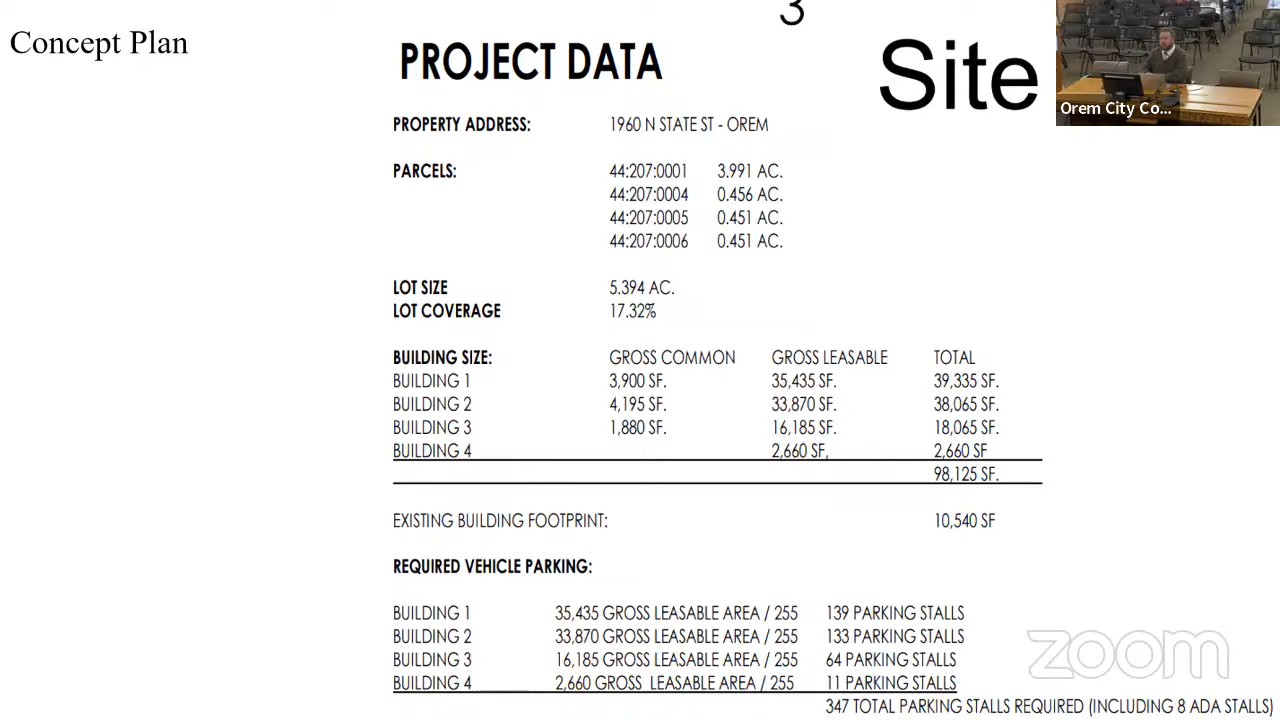 3
Concept Plan
PROJECT DATA
Site
Orem City Co...
PROPERTY ADDRESS: 1960 N STATE ST - OREM
PARCELS: 44:207:0001 3.991 AC.
44:207:0004 0.456 AC.
44:207:0005 0.451 AC.
44:207:0006 0.451 AC.
LOT SIZE 5.394 AC.
LOT COVERAGE 17.32%
BUILDING SIZE: GROSS COMMON GROSS LEASABLE TOTAL
BUILDING 1 3,900 SF. 35,435 SF. 39,335 SF.
BUILDING 2 4,195 SF. 33,870 SF. 38,065 SF.
BUILDING 3 1,880 SF. 16,185 SF. 18,065 SF.
BUILDING 4 2,660 SF, 2,660 SF
98,125 SF.
EXISTING BUILDING FOOTPRINT: 10,540 SF
REQUIRED VEHICLE PARKING:
BUILDING 1 35,435 GROSS LEASABLE AREA / 255 139 PARKING STALLS
BUILDING 2 33,870 GROSS LEASABLE AREA / 255 133 PARKING STALLS
BUILDING 3 16,185 GROSS LEASABLE AREA / 255 64 PARKING STALLS
BUILDING 4 2,660 GROSS LEASABLE AREA / 255 11 PARKING STALLS
347 TOTAL PARKING STALLS REQUIRED (INCLUDING 8 ADA STALLS)
zoom